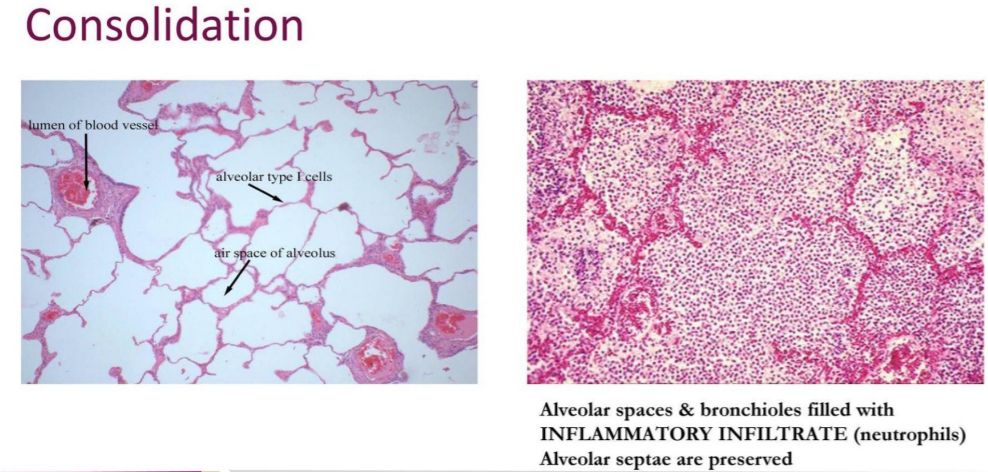 Consolidation
lumen of blood vessel
alveolar type I cells
air space of alveolus
Alveolar spaces & bronchioles filled with
INFLAMMATORY INFILTRATE (neutrophils)
Alveolar septae are preserved